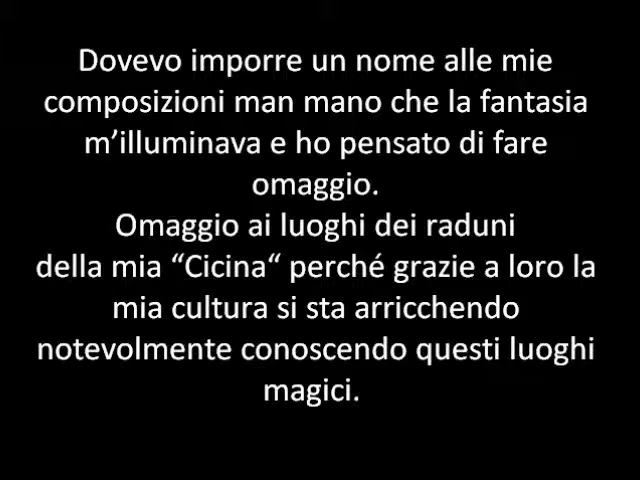 Dovevo imporre un nome alle mie
composizioni man mano che la fantasia
m’illuminava e ho pensato di fare
omaggio.
Omaggio ai luoghi dei raduni
della mia “Cicina“ perché grazie a loro la
mia cultura si sta arricchendo
notevolmente conoscendo questi luoghi
magici.